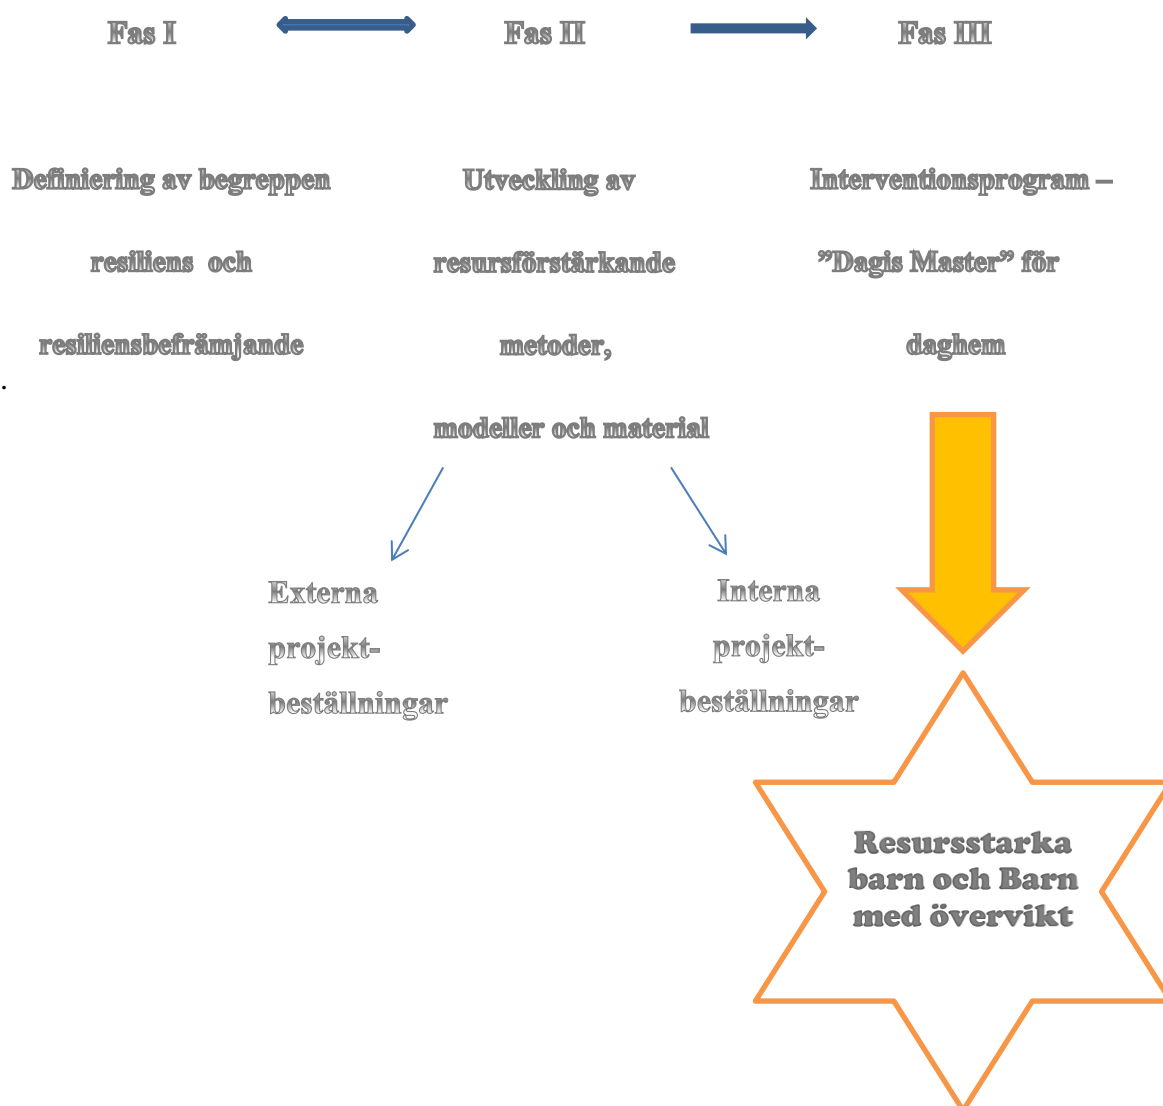 Fas I
Fas II
Fas III
Definiering av begreppen
resiliens och
resiliensbefrämjande
.
Utveckling av
resursförstärkande
metoder,
modeller och material
Interventionsprogram –
”Dagis Master” för
daghem
Externa
projekt-
beställningar
Interna
projekt-
beställningar
Resursstarka
barn och Barn
med övervikt